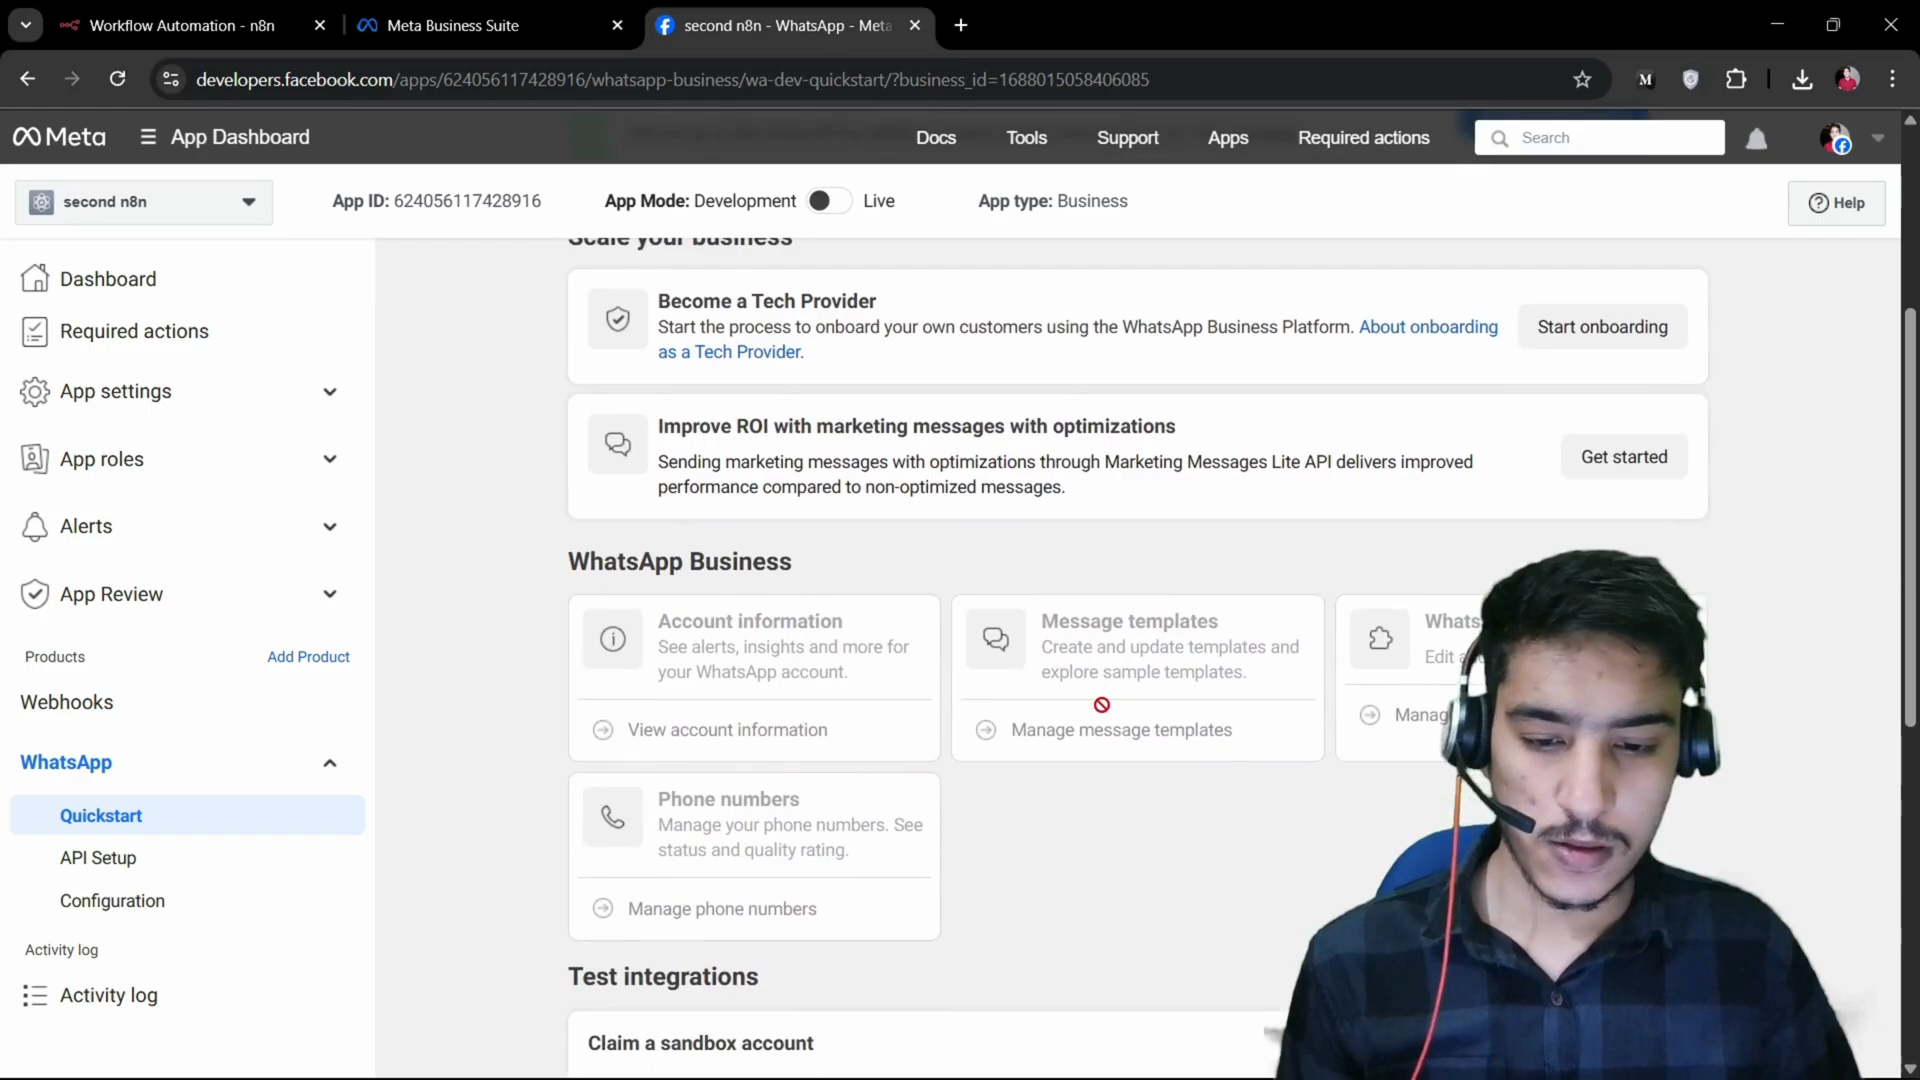 Workflow Automation - n8n
Meta Business Suite
second n8n - WhatsApp - Meta
developers.facebook.com/apps/624056117428916/whatsapp-business/wa-dev-quickstart/?business_id=1688015058406085
M
Meta
App Dashboard
Docs
Tools
Support
Apps
Required actions
Search
second n8n
App ID: 624056117428916
App Mode: Development
Live
App type: Business
Help
Scale your business
Dashboard
Required actions
App settings
App roles
Alerts
App Review
Products
Add Product
Webhooks
WhatsApp
Quickstart
API Setup
Configuration
Activity log
Activity log
Become a Tech Provider
Start the process to onboard your own customers using the WhatsApp Business Platform. About onboarding
as a Tech Provider.
Start onboarding
Improve ROI with marketing messages with optimizations
Sending marketing messages with optimizations through Marketing Messages Lite API delivers improved
performance compared to non-optimized messages.
Get started
WhatsApp Business
Account information
See alerts, insights and more for
your WhatsApp account.
View account information
Message templates
Create and update templates and
explore sample templates.
Manage message templates
Whats
Edit
Manag
Phone numbers
Manage your phone numbers. See
status and quality rating.
Manage phone numbers
Test integrations
Claim a sandbox account